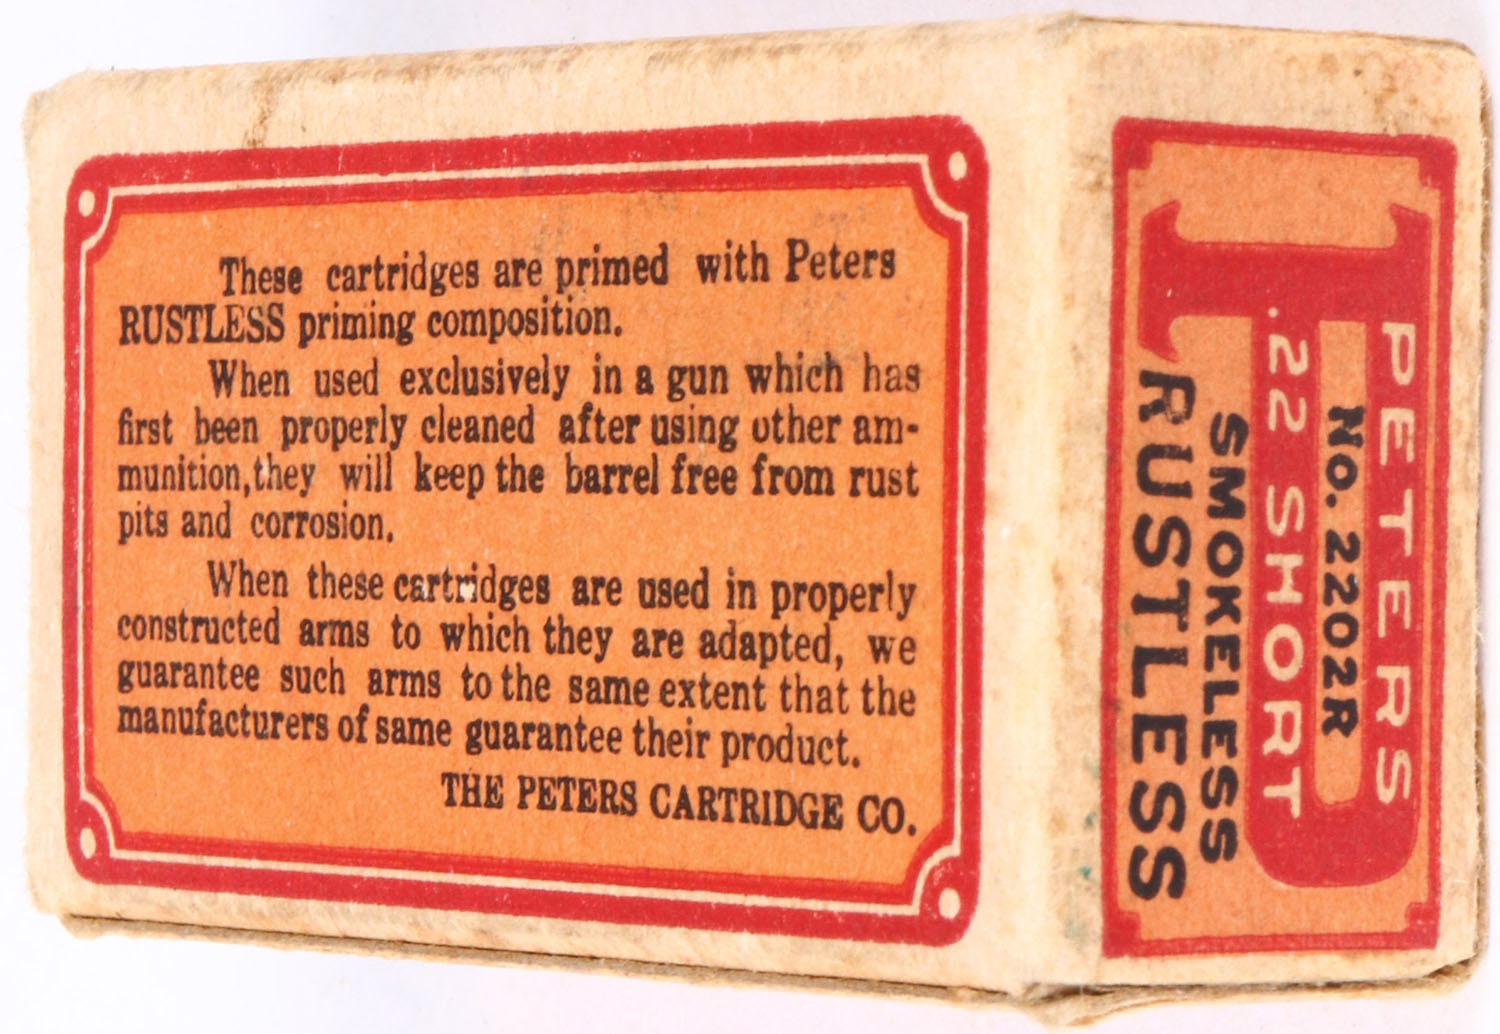 These cartridges are primed with Peters
RUSTLESS priming composition.
When used exclusively in a gun which has
first been properly cleaned after using other am-
munition, they will keep the barrel free from rust
pits and corrosion.
When these cartridges are used in properly
constructed arms to which they are adapted, we
guarantee such arms to the same extent that the
manufacturers of same guarantee their product.
THE PETERS CARTRIDGE CO.
PETERS
No. 2202R
.22 SHORT
SMOKELESS
RUSTLESS